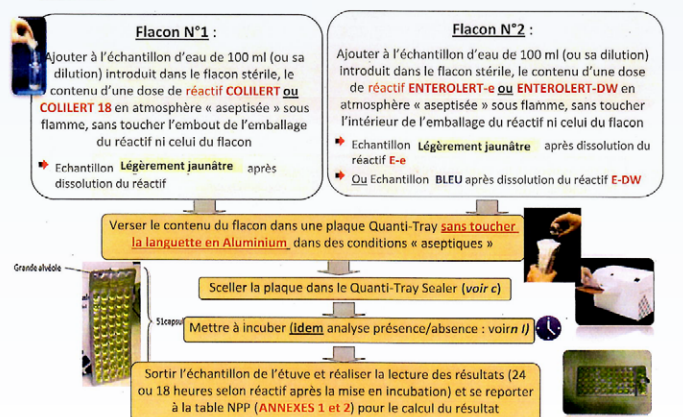 Flacon N°1 :
Ajouter à l'échantillon d'eau de 100 ml (ou sa
dilution) introduit dans le flacon stérile, le
contenu d'une dose de réactif COLILERT ou
COLILERT 18 en atmosphère « aseptisée » sous
flamme, sans toucher l'embout de l'emballage
du réactif ni celui du flacon
Echantillon Légèrement jaunâtre après
dissolution du réactif
Flacon N°2 :
Ajouter à l'échantillon d'eau de 100 ml (ou sa dilution)
introduit dans le flacon stérile, le contenu d'une dose
de réactif ENTEROLERT-e ou ENTEROLERT-DW en
atmosphère « aseptisée » sous flamme, sans toucher
l'intérieur de l'emballage du réactif ni celui du flacon
Echantillon Légèrement jaunâtre après dissolution du
réactif E-e
Ou Echantillon BLEU après dissolution du réactif E-DW
Verser le contenu du flacon dans une plaque Quanti-Tray sans toucher
la languette en Aluminium dans des conditions « aseptiques »
Grande alvéole
Sceller la plaque dans le Quanti-Tray Sealer (voir c)
51capsul
Mettre à incuber (idem analyse présence/absence : voirn I)
Sortir l'échantillon de l'étuve et réaliser la lecture des résultats (24
ou 18 heures selon réactif après la mise en incubation) et se reporter
à la table NPP (ANNEXES 1 et 2) pour le calcul du résultat